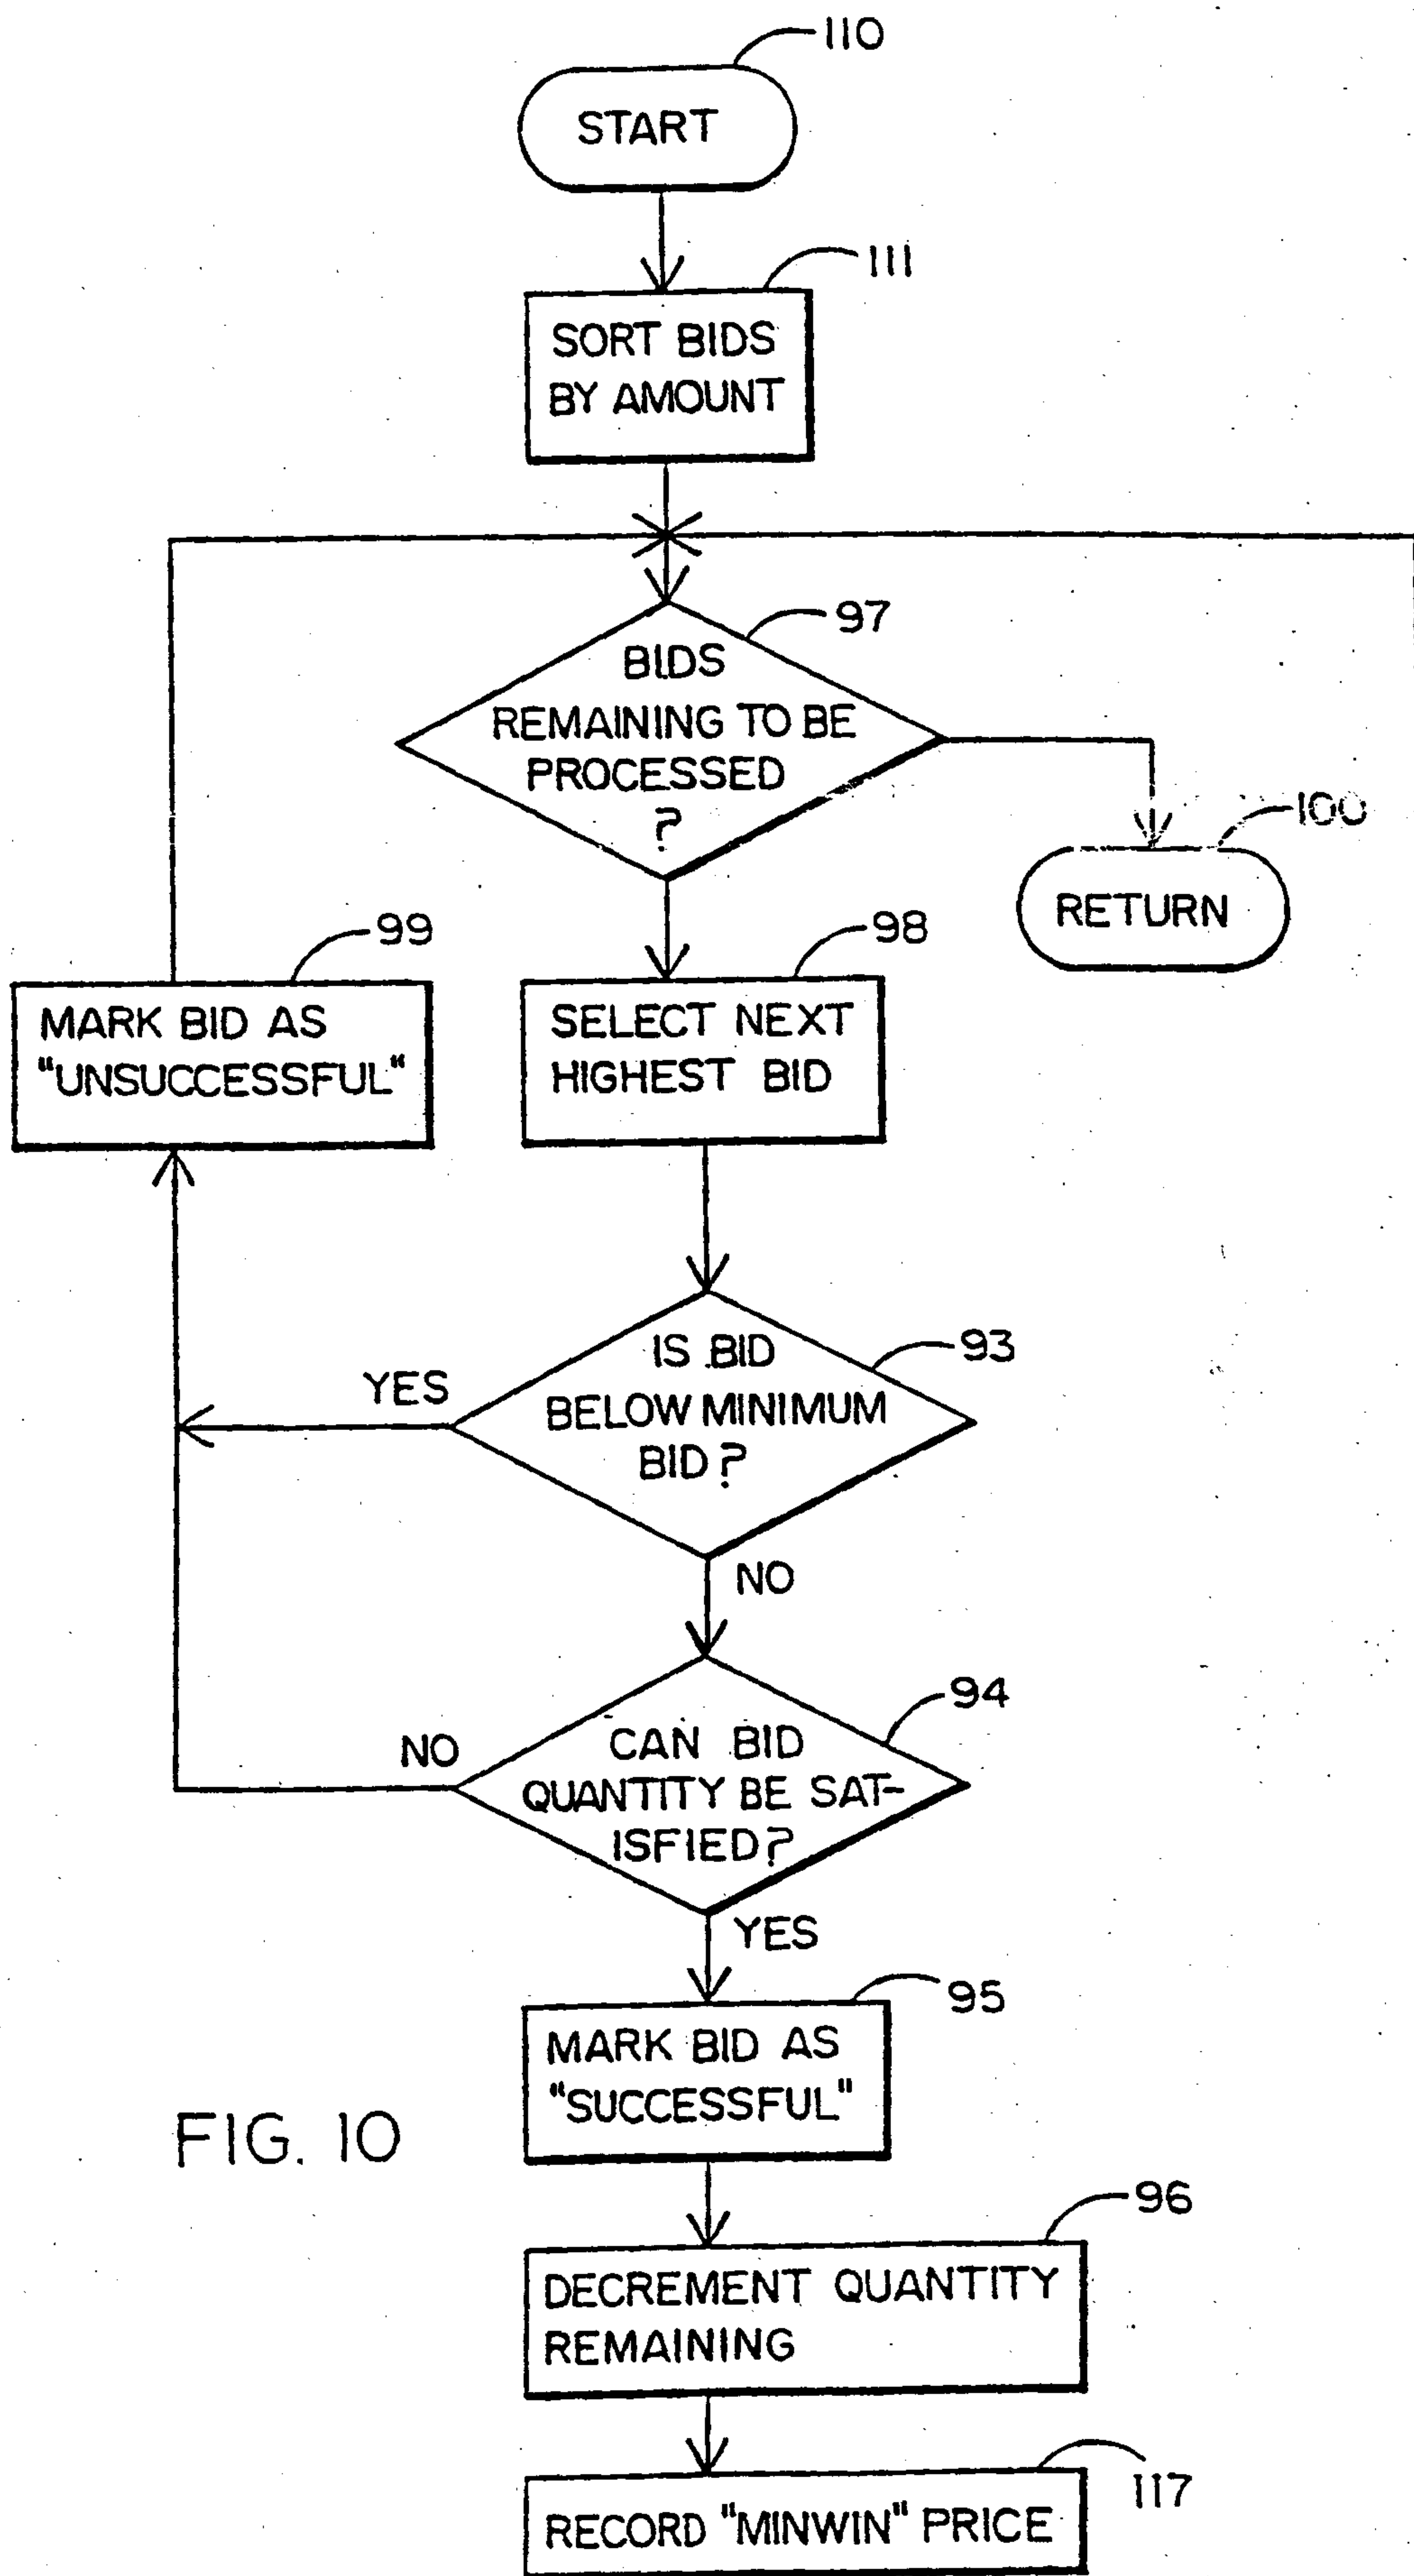 110
START
111
SORT BIDS
BY AMOUNT
97
BIDS
REMAINING TO BE
PROCESSED
?
100
RETURN
99
MARK BID AS
"UNSUCCESSFUL"
98
SELECT NEXT
HIGHEST BID
93
IS BID
BELOW MINIMUM
BID?
YES
NO
94
CAN BID
QUANTITY BE SAT-
ISFIED?
NO
YES
95
MARK BID AS
"SUCCESSFUL"
FIG. 10
96
DECREMENT QUANTITY
REMAINING
117
RECORD "MINWIN" PRICE